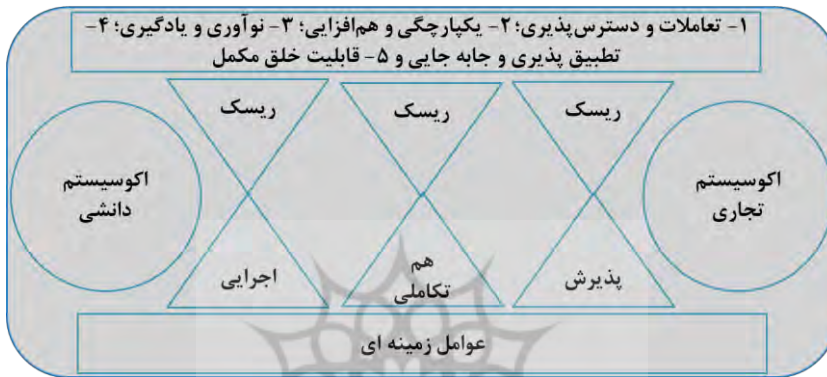 ۱- تعاملات و دسترس‌پذیری؛ ۲- یکپارچگی و هم‌افزایی؛ ۳- نوآوری و یادگیری؛ ۴-
تطبیق پذیری و جابه جایی و ۵- قابلیت خلق مکمل
ریسک
ریسک
ریسک
اکوسیستم
تجاری
اکوسیستم
دانشی
پذیرش
هم
تکاملی
اجرایی
عوامل زمینه ای